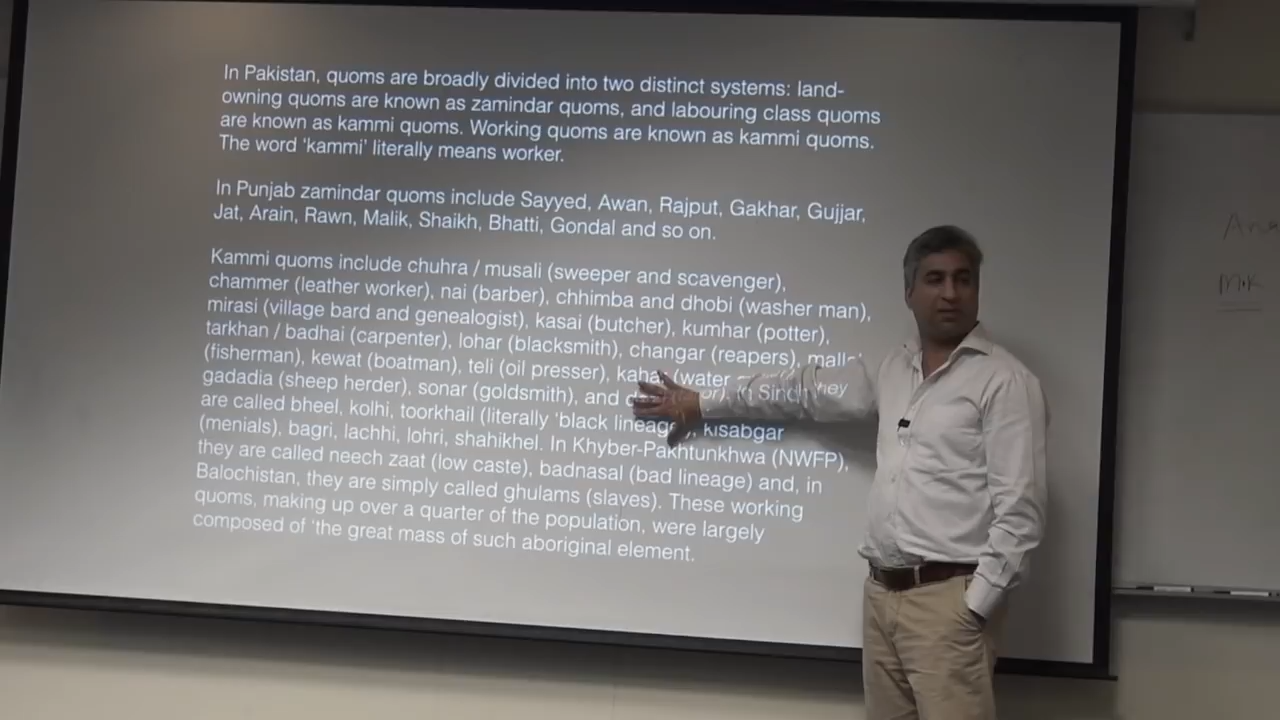 In Pakistan, quoms are broadly divided into two distinct systems: land-
owning quoms are known as zamindar quoms, and labouring class quoms
are known as kammi quoms. Working quoms are known as kammi quoms.
The word 'kammi' literally means worker.
In Punjab zamindar quoms include Sayyed, Awan, Rajput, Gakhar, Gujjar,
Jat, Arain, Rawn, Malik, Shaikh, Bhatti, Gondal and so on.
Kammi quoms include chuhra / musali (sweeper and scavenger),
chammer (leather worker), nai (barber), chhimba and dhobi (washer man),
mirasi (village bard and genealogist), kasai (butcher), kumhar (potter),
tarkhan / badhai (carpenter), lohar (blacksmith), changar (reapers),
(fisherman), kewat (boatman), teli (oil presser), (water
gadadia (sheep herder), sonar (goldsmith), and in Sindh they
are called bheel, kolhi, toorkhail (literally 'black lineage'), kisabgar
(menials), bagri, lachhi, lohri, shahikhel. In Khyber-Pakhtunkhwa (NWFP),
they are called neech zaat (low caste), badnasal (bad lineage) and, in
Balochistan, they are simply called ghulams (slaves). These working
quoms, making up over a quarter of the population, were largely
composed of 'the great mass of such aboriginal element.